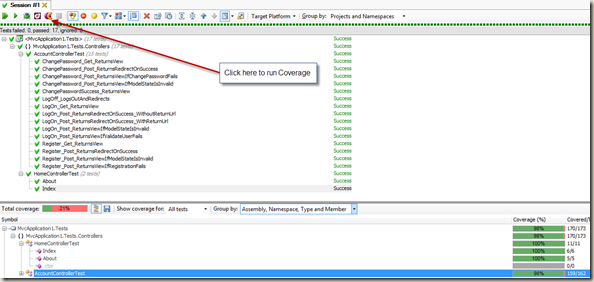 Session #1
Target Platform Group by: Projects and Namespaces
Tests failed: 0, passed: 17, ignored:
<MvcApplication1.Tests> (17 tests) Success
MvcApplication1.Tests.Controllers (17 tests) Success
AccountControllerTest (15 tests) Success
ChangePassword_Get_ReturnsView Success
ChangePassword_Post_ReturnsRedirectOnSuccess Success
ChangePassword_Post_ReturnsViewIfChangePasswordFails Success
ChangePassword_Post_ReturnsViewIfModelStateIsInvalid Success
ChangePasswordSuccess_ReturnsView Success
LogOff_LogsOutAndRedirects Success
LogOn_Get_ReturnsView Success
LogOn_Post_ReturnsRedirectOnSuccess_WithoutReturnUrl Success
LogOn_Post_ReturnsRedirectOnSuccess_WithReturnUrl Success
LogOn_Post_ReturnsViewIfModelStateIsInvalid Success
LogOn_Post_ReturnsViewIfValidateUserFails Success
Register_Get_ReturnsView Success
Register_Post_ReturnsRedirectOnSuccess Success
Register_Post_ReturnsViewIfModelStateIsInvalid Success
Register_Post_ReturnsViewIfRegistrationFails Success
HomeControllerTest (2 tests) Success
About Success
Index Success
Click here to run Coverage
Total coverage: 21% Show coverage for: All tests Group by: Assembly, Namespace, Type and Member
Symbol Coverage (%) Covered/
MvcApplication1.Tests 98% 170/173
MvcApplication1.Tests.Controllers 98% 170/173
HomeControllerTest 100% 11/11
Index 100% 6/6
About 100% 5/5
.ctor 0/0
AccountControllerTest 98% 159/162